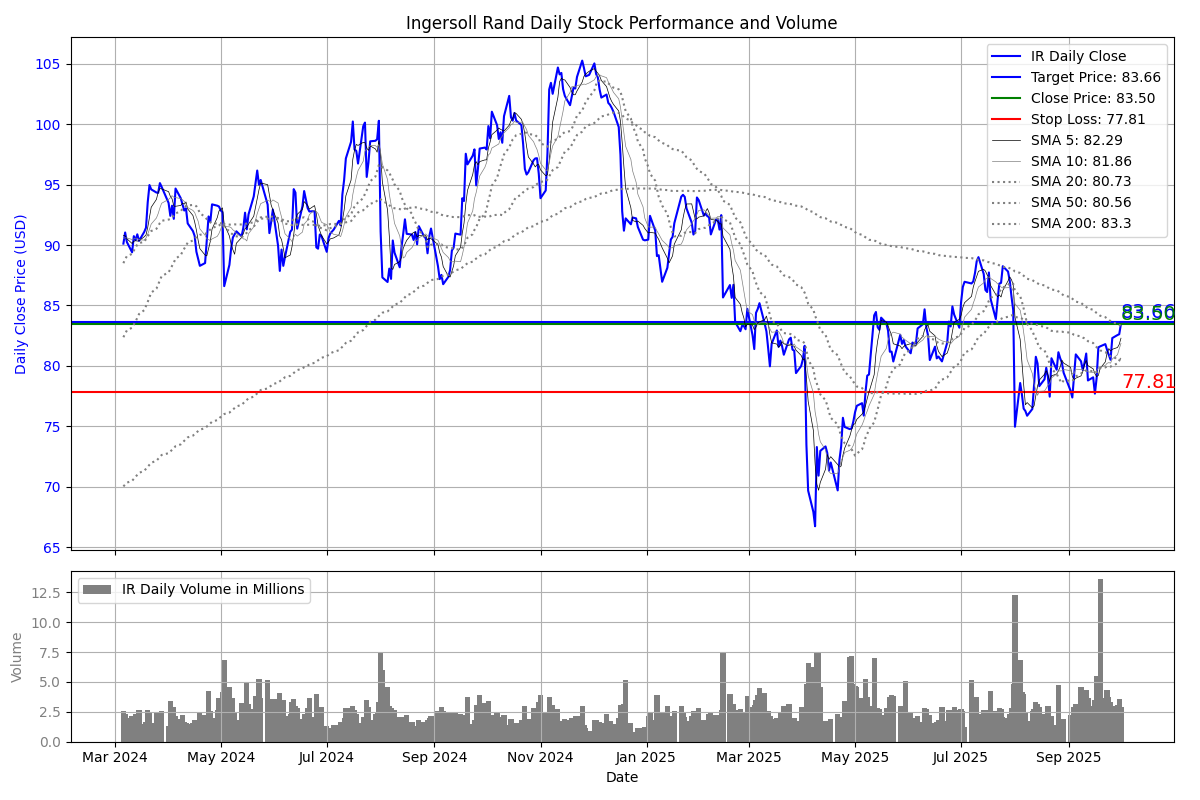 Ingersoll Rand Daily Stock Performance and Volume
Daily Close Price (USD)
105
100
95
90
85
80
75
70
65
IR Daily Close
Target Price: 83.66
Close Price: 83.50
Stop Loss: 77.81
SMA 5: 82.29
SMA 10: 81.86
SMA 20: 80.73
SMA 50: 80.56
SMA 200: 83.3
83.66
83.50
77.81
Volume
12.5
10.0
7.5
5.0
2.5
0.0
IR Daily Volume in Millions
Mar 2024
May 2024
Jul 2024
Sep 2024
Nov 2024
Jan 2025
Mar 2025
May 2025
Jul 2025
Sep 2025
Date